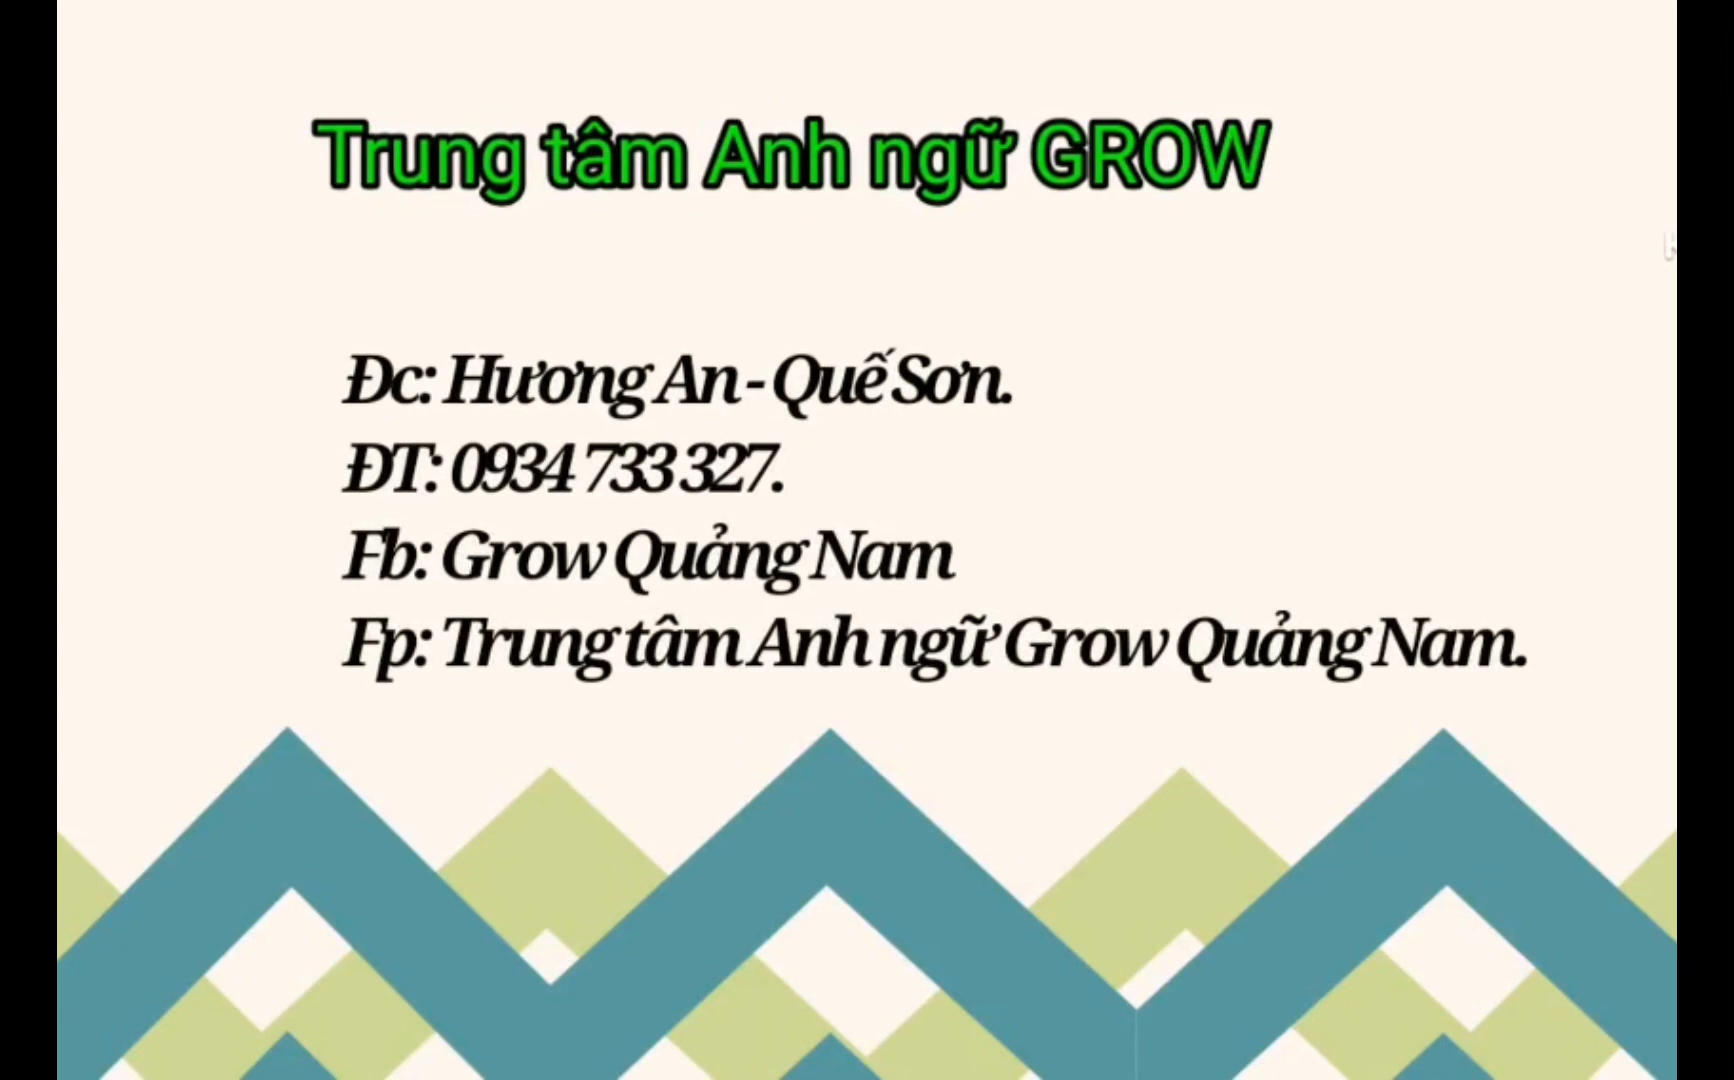 Trung tâm Anh ngữ GROW
Đc: Hương An - Quế Sơn.
ĐT: 0934 733 327.
Fb: Grow Quảng Nam
Fp: Trung tâm Anh ngữ Grow Quảng Nam.